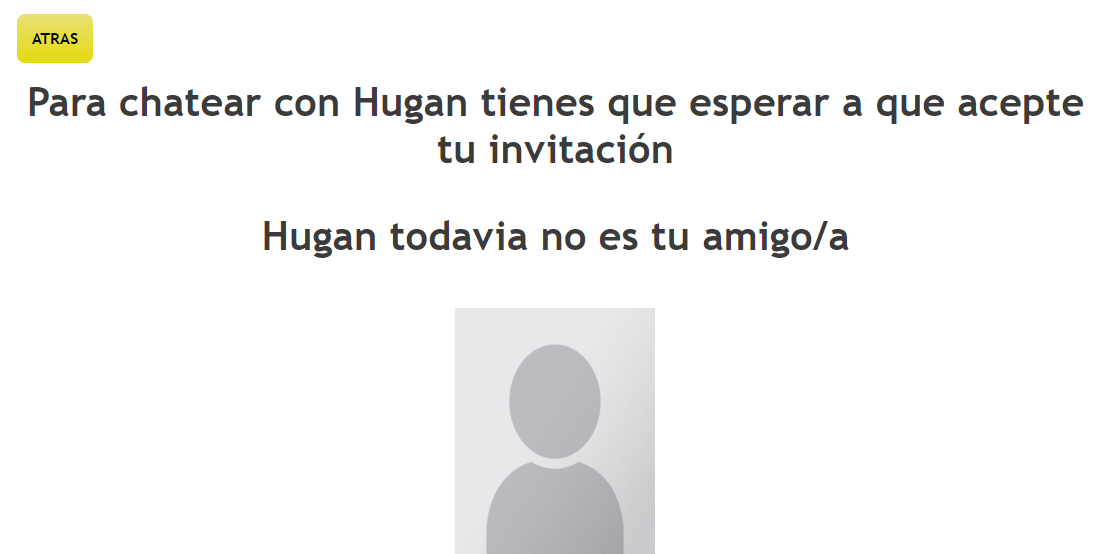 ATRAS
Para chatear con Hugan tienes que esperar a que acepte
tu invitación
Hugan todavia no es tu amigo/a